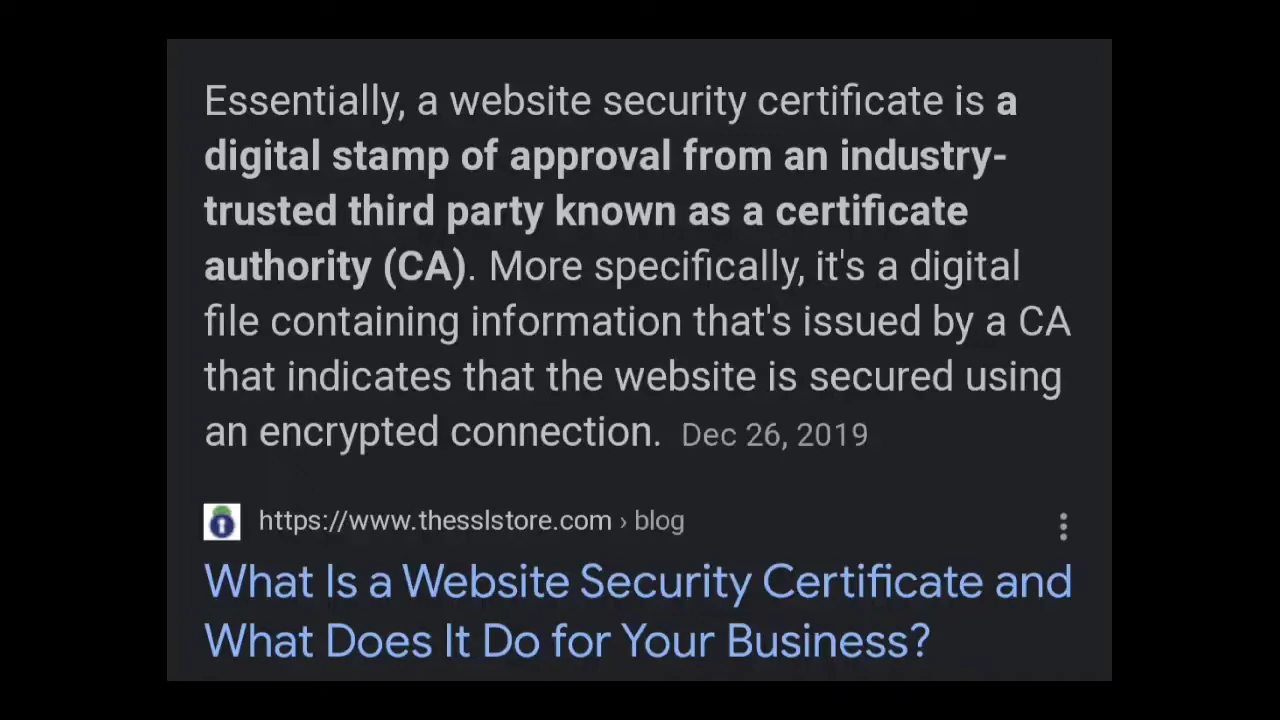 Essentially, a website security certificate is a
digital stamp of approval from an industry-
trusted third party known as a certificate
authority (CA). More specifically, it's a digital
file containing information that's issued by a CA
that indicates that the website is secured using
an encrypted connection. Dec 26, 2019
https://www.thesslstore.com › blog
What Is a Website Security Certificate and
What Does It Do for Your Business?